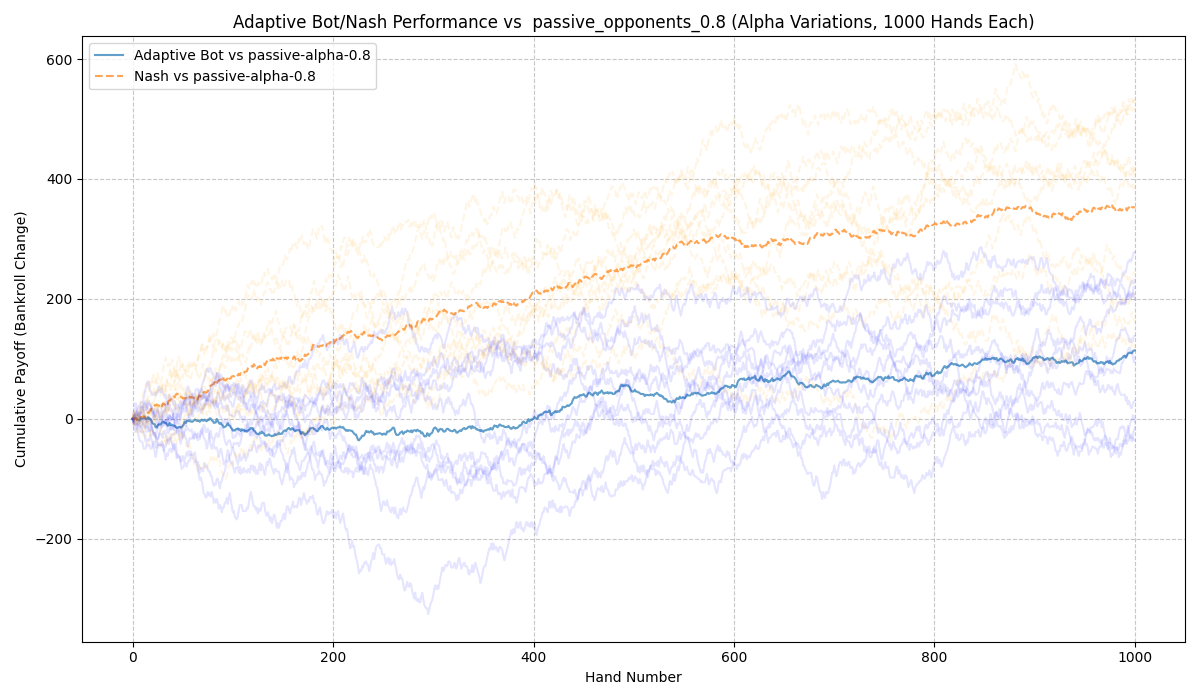 Adaptive Bot/Nash Performance vs  passive_opponents_0.8 (Alpha Variations, 1000 Hands Each)
Adaptive Bot vs passive-alpha-0.8
Nash vs passive-alpha-0.8
Cumulative Payoff (Bankroll Change)
600
400
200
0
−200
0 200 400 600 800 1000
Hand Number